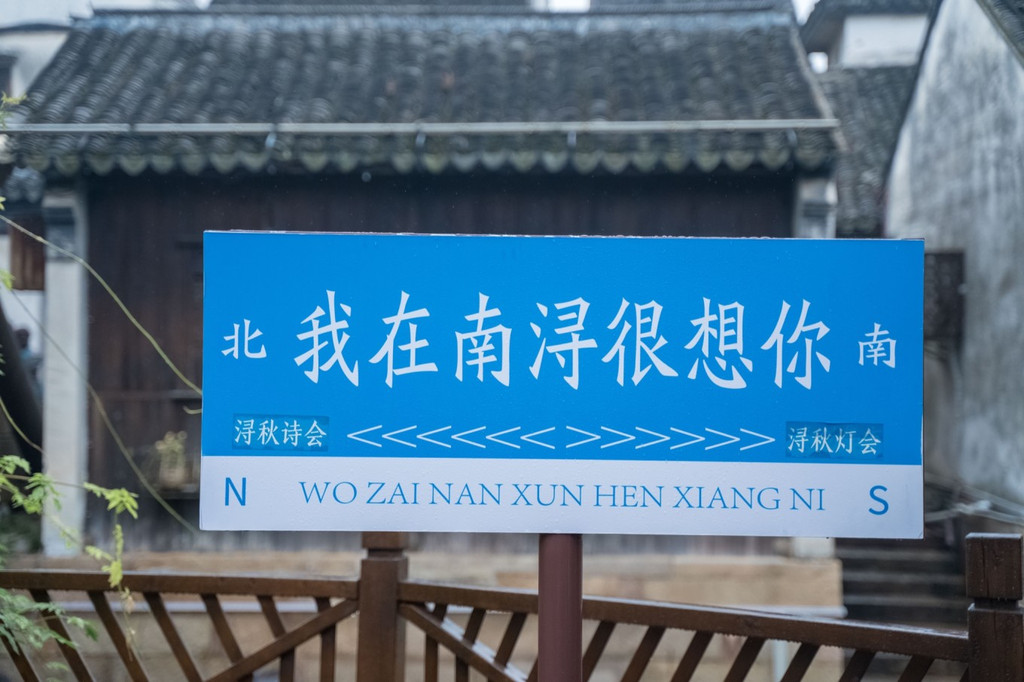 北 我在南浔很想你 南
浔秋诗会 <<<<<< >>>>>> 浔秋灯会
N WO ZAI NAN XUN HEN XIANG NI S